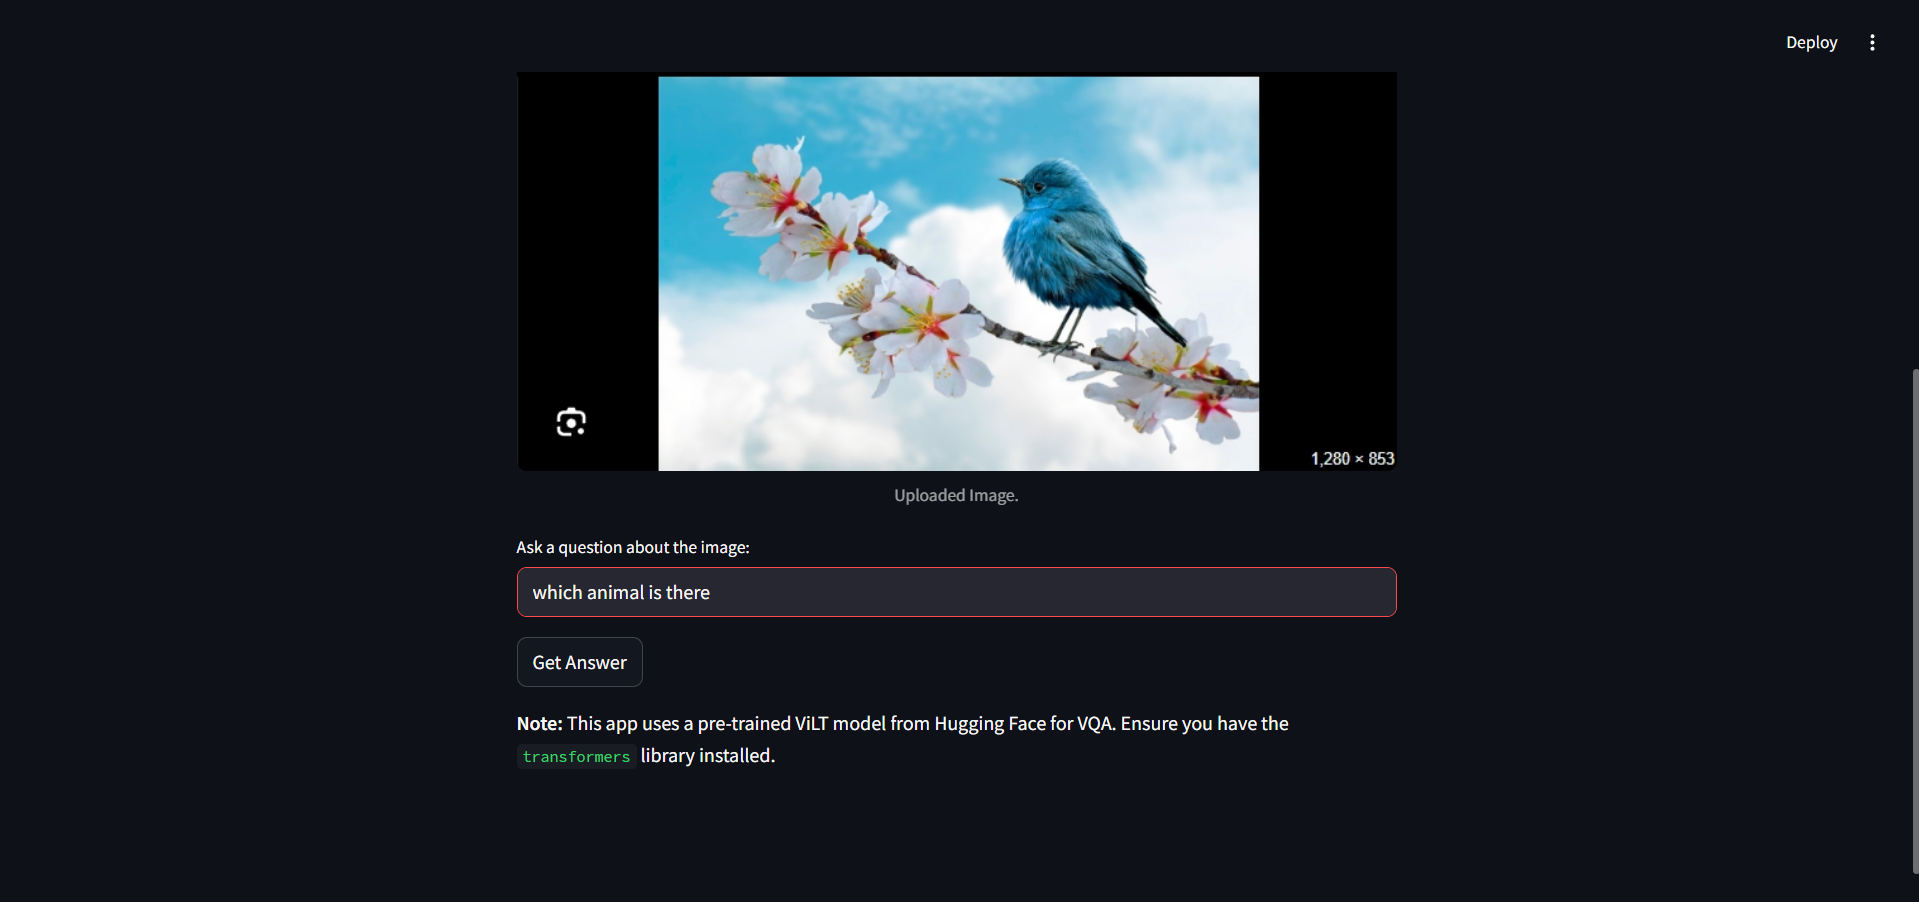 Deploy
1,280 × 853
Uploaded Image.
Ask a question about the image:
which animal is there
Get Answer
Note: This app uses a pre-trained ViLT model from Hugging Face for VQA. Ensure you have the
transformers library installed.